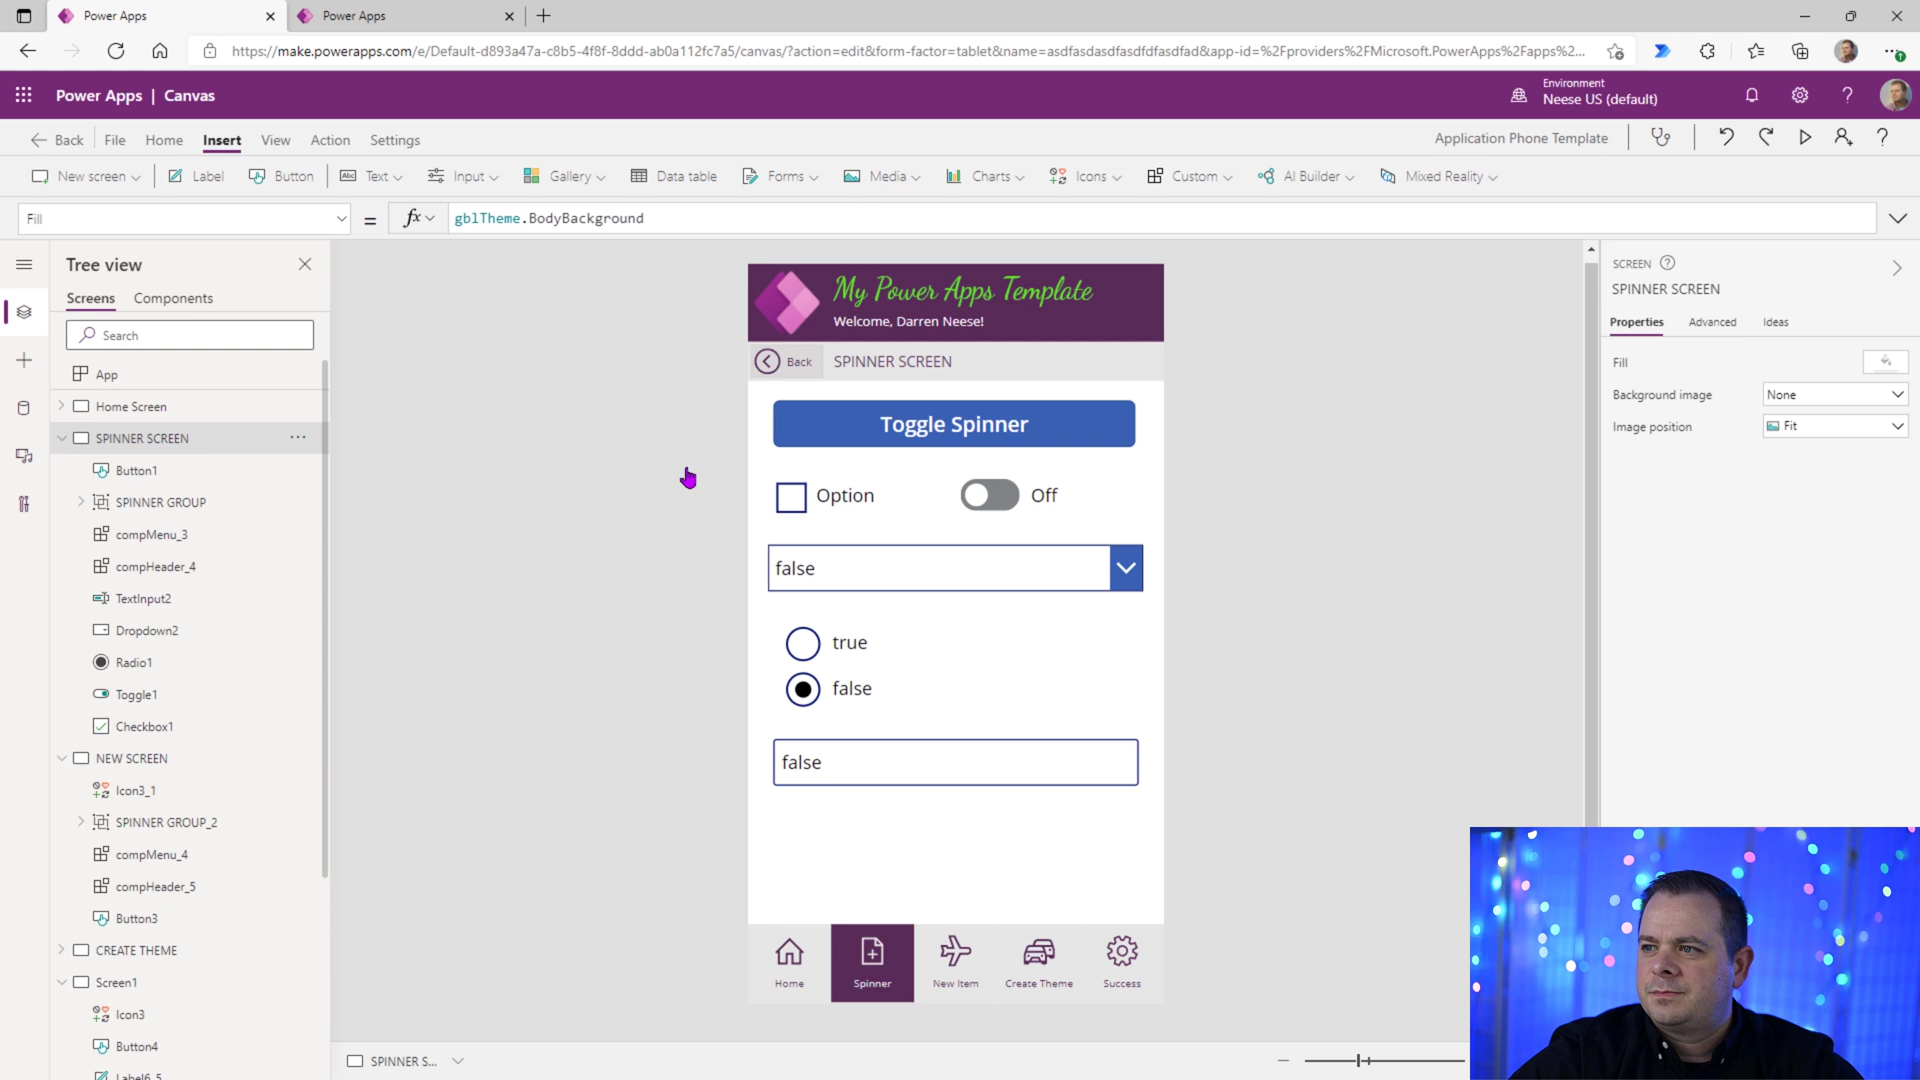 Power Apps
Power Apps
https://make.powerapps.com/e/Default-d893a47a-c8b5-4f8f-8ddd-ab0a112fc7a5/canvas/?action=edit&form-factor=tablet&name=asdfasdasdfasdfdfasdfad&app-id=%2Fproviders%2FMicrosoft.PowerApps%2Fapps%2...
Power Apps | Canvas
Environment
Neese US (default)
Back
File
Home
Insert
View
Action
Settings
Application Phone Template
New screen
Label
Button
Text
Input
Gallery
Data table
Forms
Media
Charts
Icons
Custom
AI Builder
Mixed Reality
Fill
=
fx
gblTheme.BodyBackground
Tree view
Screens
Components
Search
App
Home Screen
SPINNER SCREEN
Button1
SPINNER GROUP
compMenu_3
compHeader_4
TextInput2
Dropdown2
Radio1
Toggle1
Checkbox1
NEW SCREEN
Icon3_1
SPINNER GROUP_2
compMenu_4
compHeader_5
Button3
CREATE THEME
Screen1
Icon3
Button4
Label6_5
My Power Apps Template
Welcome, Darren Neese!
Back
SPINNER SCREEN
Toggle Spinner
Option
Off
false
true
false
false
Home
Spinner
New Item
Create Theme
Success
SPINNER S...
SCREEN
SPINNER SCREEN
Properties
Advanced
Ideas
Fill
Background image
None
Image position
Fit